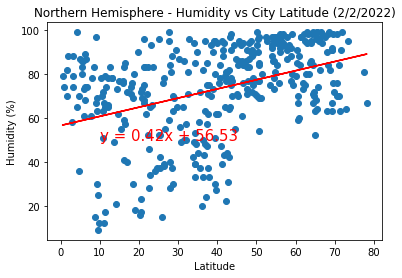 Northern Hemisphere - Humidity vs City Latitude (2/2/2022)
Humidity (%)
100
80
60
40
20
y = 0.42x + 56.53
0 10 20 30 40 50 60 70 80
Latitude